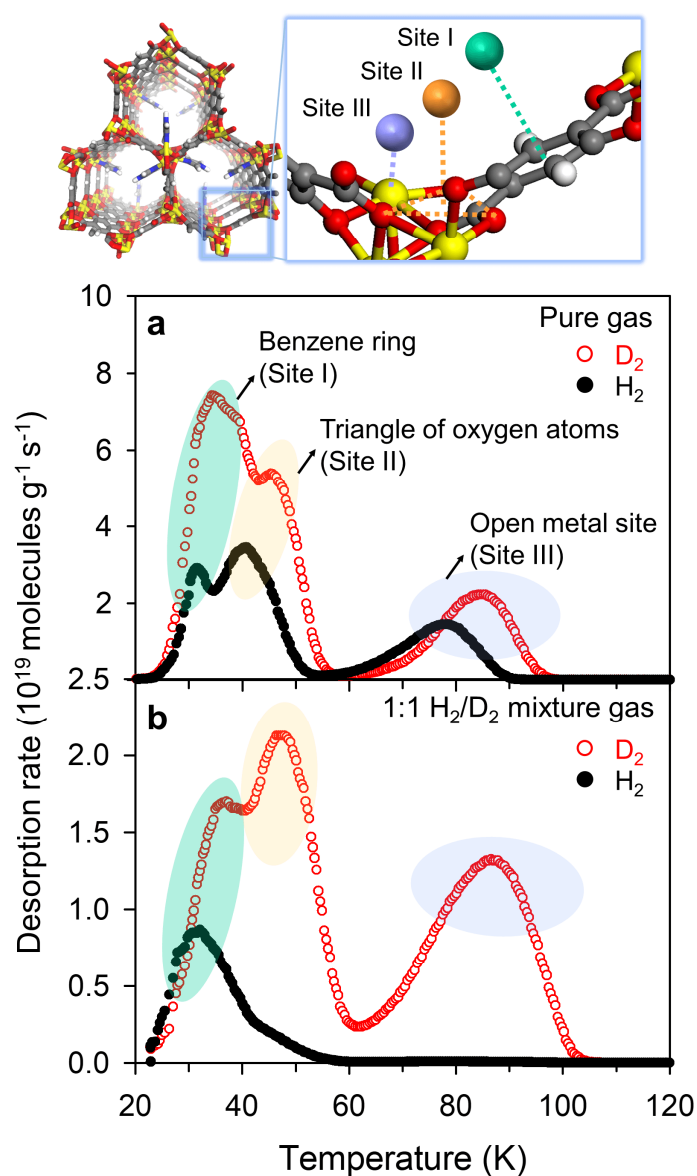 Site I
Site II
Site III
Desorption rate (10¹⁹ molecules g⁻¹ s⁻¹)
10
8
6
4
2
a
Pure gas
D₂
H₂
Benzene ring
(Site I)
Triangle of oxygen atoms
(Site II)
Open metal site
(Site III)
2.5
2.0
1.5
1.0
0.5
0.0
b
1:1 H₂/D₂ mixture gas
D₂
H₂
20 40 60 80 100 120
Temperature (K)